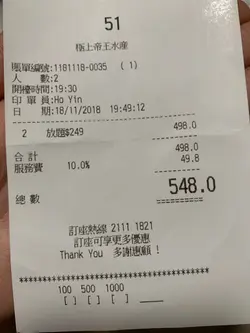 51
極上帝王水產
賬單編號:1181118-0035 (1)
人 數:2
開檯時間:19:30
印單員:Ho Yin
日 期:18/11/2018 19:49:12
2 放題$249 498.0
合計 498.0
服務費 10.0% 49.8
總數 548.0
訂座熱線 2111 1821
訂座可享更多優惠
Thank You 多謝惠顧！
********************************
100 500 1000
[ ] [ ] [ ] ____